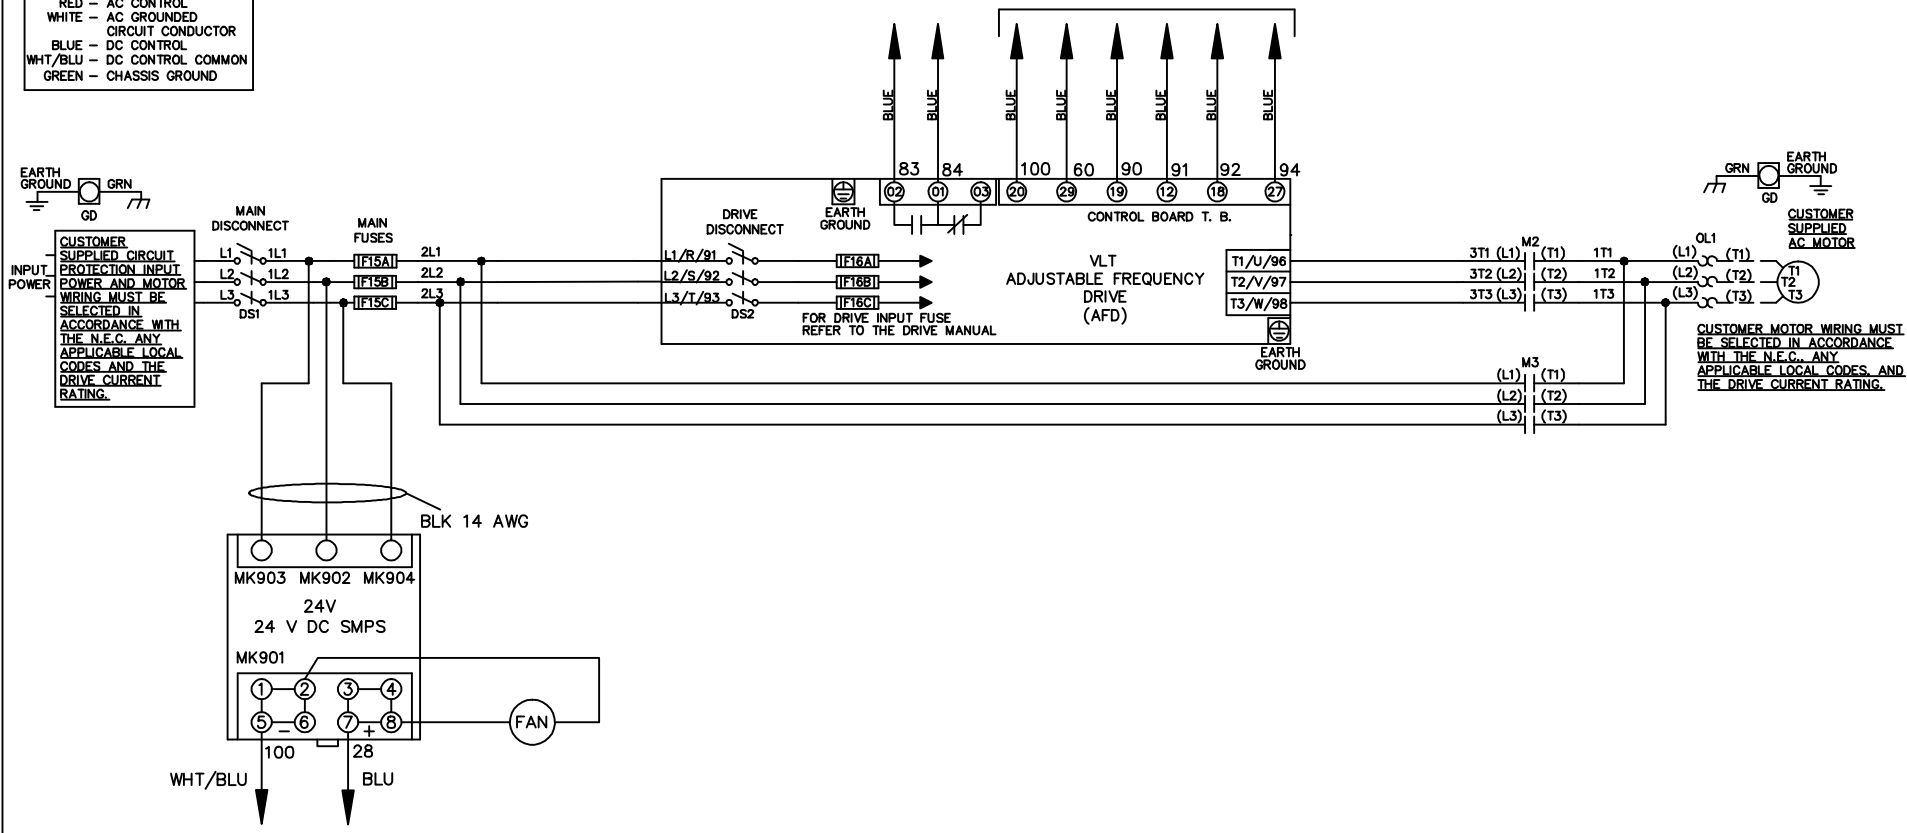 RED – AC CONTROL
WHITE – AC GROUNDED
CIRCUIT CONDUCTOR
BLUE – DC CONTROL
WHT/BLU – DC CONTROL COMMON
GREEN – CHASSIS GROUND
BLUE
BLUE
BLUE
BLUE
BLUE
BLUE
BLUE
BLUE
83
84
100
60
90
91
92
94
02
01
03
20
29
19
12
18
27
EARTH
GROUND
CONTROL BOARD T. B.
EARTH
GROUND
GRN
GD
INPUT
POWER
CUSTOMER
SUPPLIED CIRCUIT
PROTECTION INPUT
POWER AND MOTOR
WIRING MUST BE
SELECTED IN
ACCORDANCE WITH
THE N.E.C. ANY
APPLICABLE LOCAL
CODES AND THE
DRIVE CURRENT
RATING.
MAIN
DISCONNECT
L1
1L1
L2
1L2
L3
1L3
DS1
MAIN
FUSES
F15A
F15B
F15C
2L1
2L2
2L3
DRIVE
DISCONNECT
L1/R/91
L2/S/92
L3/T/93
DS2
F16A
F16B
F16C
FOR DRIVE INPUT FUSE
REFER TO THE DRIVE MANUAL
VLT
ADJUSTABLE FREQUENCY
DRIVE
(AFD)
T1/U/96
T2/V/97
T3/W/98
EARTH
GROUND
M2
3T1 (L1) (T1) 1T1
3T2 (L2) (T2) 1T2
3T3 (L3) (T3) 1T3
M3
(L1) (T1)
(L2) (T2)
(L3) (T3)
OL1
(L1) (T1)
(L2) (T2)
(L3) (T3)
T1
T2
T3
GRN
EARTH
GROUND
GD
CUSTOMER
SUPPLIED
AC MOTOR
CUSTOMER MOTOR WIRING MUST
BE SELECTED IN ACCORDANCE
WITH THE N.E.C., ANY
APPLICABLE LOCAL CODES, AND
THE DRIVE CURRENT RATING.
BLK 14 AWG
MK903 MK902 MK904
24V
24 V DC SMPS
MK901
1 2 3 4
5 6 7 8
– +
FAN
100
28
WHT/BLU
BLU